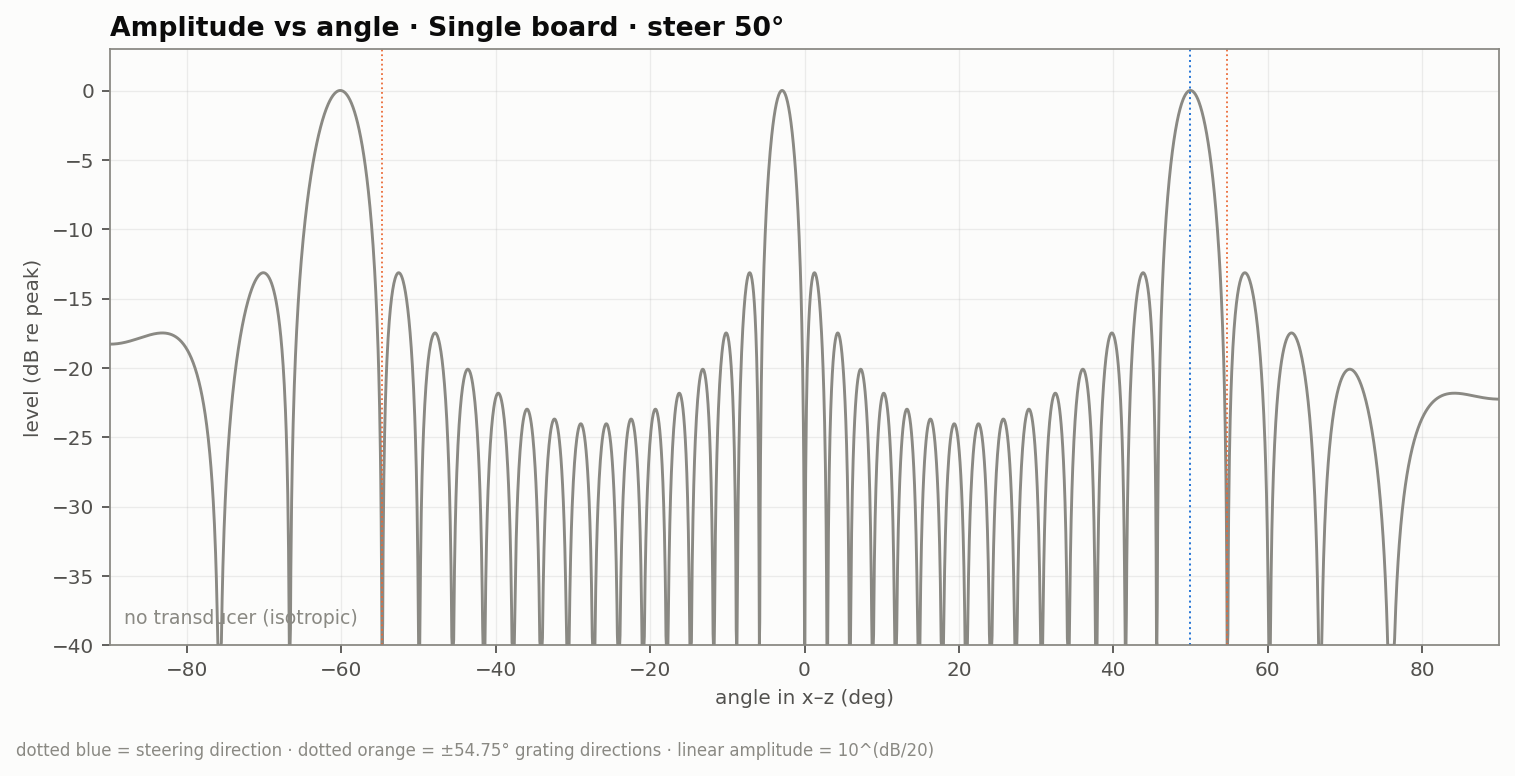 Amplitude vs angle · Single board · steer 50°
level (dB re peak)
0
−5
−10
−15
−20
−25
−30
−35
−40
no transducer (isotropic)
−80 −60 −40 −20 0 20 40 60 80
angle in x–z (deg)
dotted blue = steering direction · dotted orange = ±54.75° grating directions · linear amplitude = 10^(dB/20)